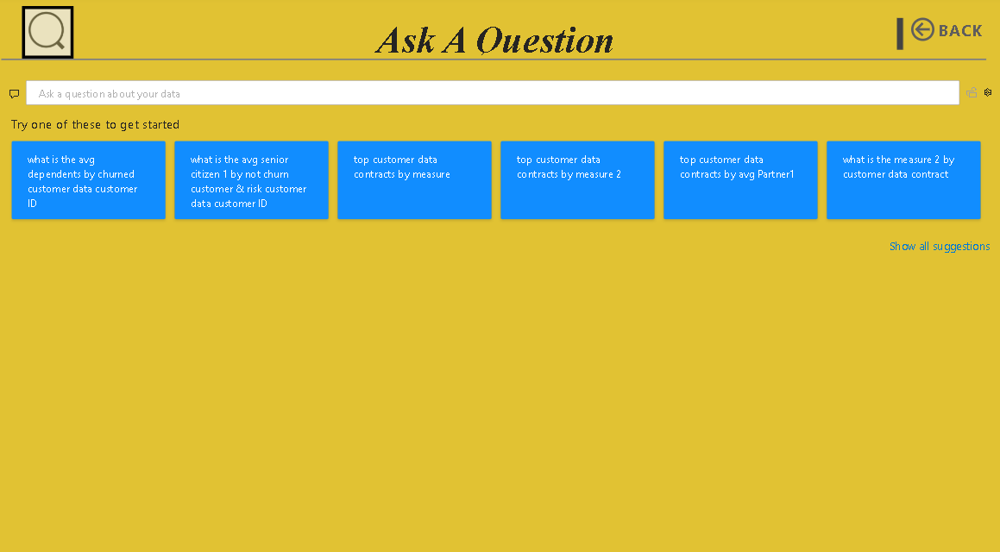 Ask A Question
BACK
Ask a question about your data
Try one of these to get started
what is the avg
dependents by churned
customer data customer
ID
what is the avg senior
citizen 1 by not churn
customer & risk customer
data customer ID
top customer data
contracts by measure
top customer data
contracts by measure 2
top customer data
contracts by avg Partner1
what is the measure 2 by
customer data contract
Show all suggestions